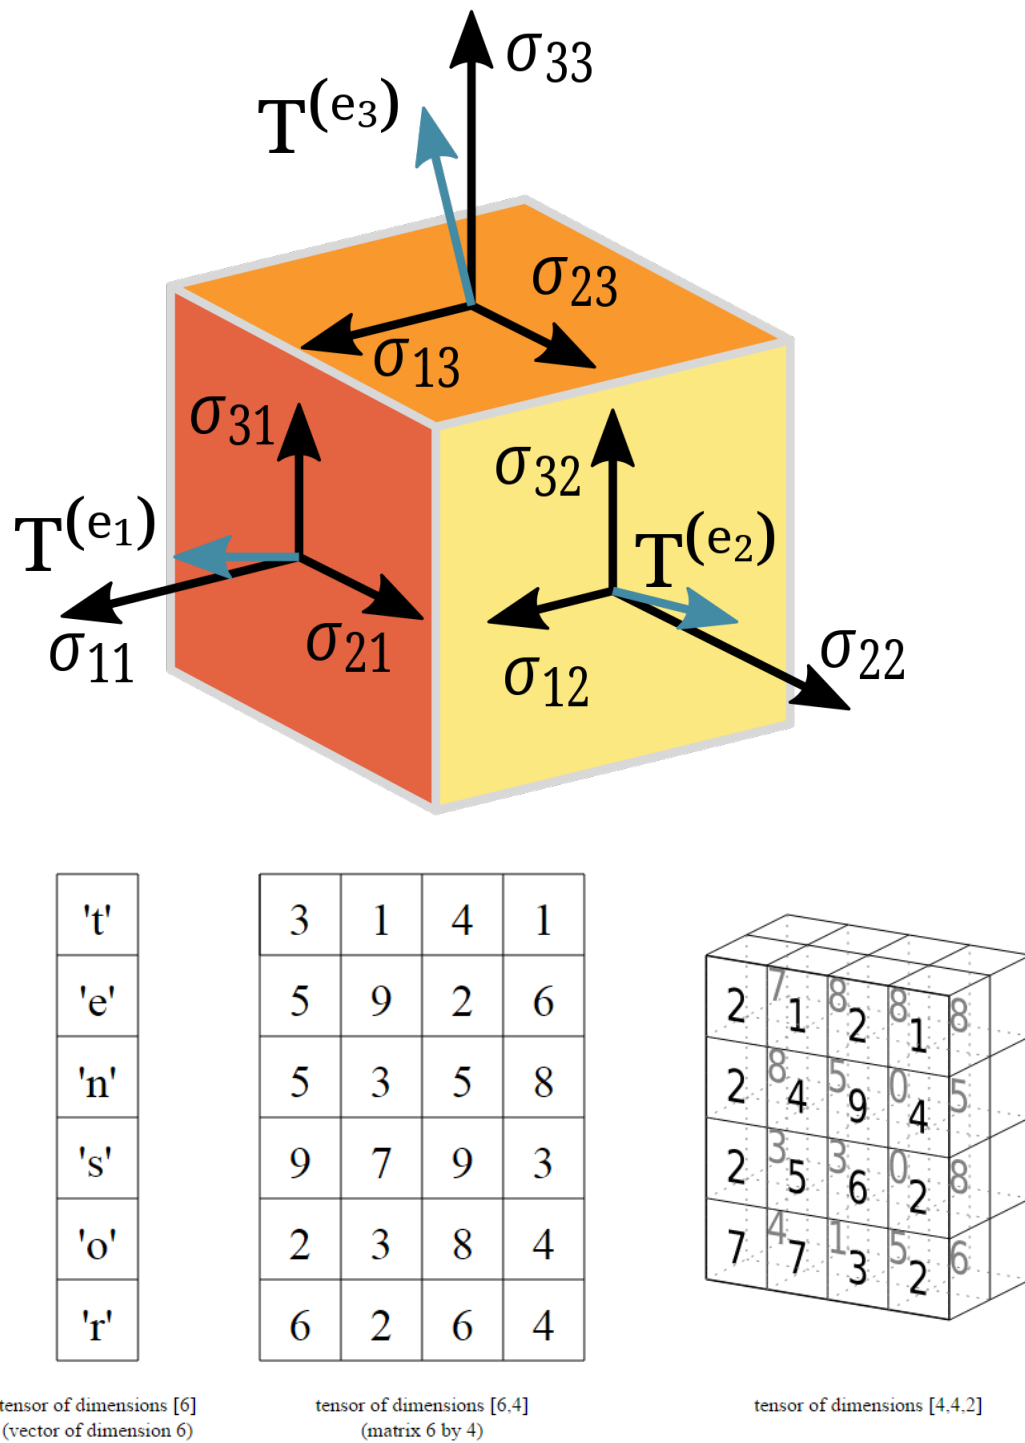 σ33
T(e3)
σ23
σ13
σ31
σ32
T(e1)
T(e2)
σ11
σ21
σ12
σ22
't'
'e'
'n'
's'
'o'
'r'
3 1 4 1
5 9 2 6
5 3 5 8
9 7 9 3
2 3 8 4
6 2 6 4
2 7 1 8 2 8 1 8
2 8 4 5 9 0 4 5
2 3 5 3 6 0 2 8
7 4 7 1 3 5 2 6
tensor of dimensions [6]
(vector of dimension 6)
tensor of dimensions [6,4]
(matrix 6 by 4)
tensor of dimensions [4,4,2]